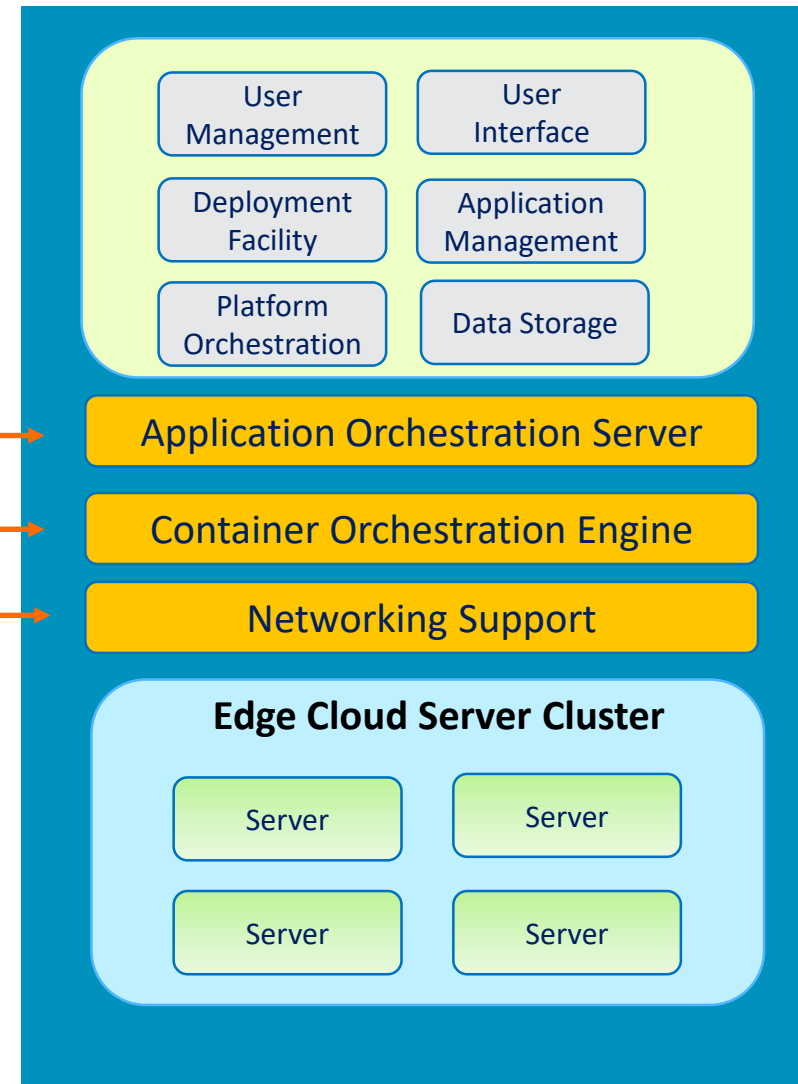 User
Management
User
Interface
Deployment
Facility
Application
Management
Platform
Orchestration
Data Storage
Application Orchestration Server
Container Orchestration Engine
Networking Support
Edge Cloud Server Cluster
Server
Server
Server
Server